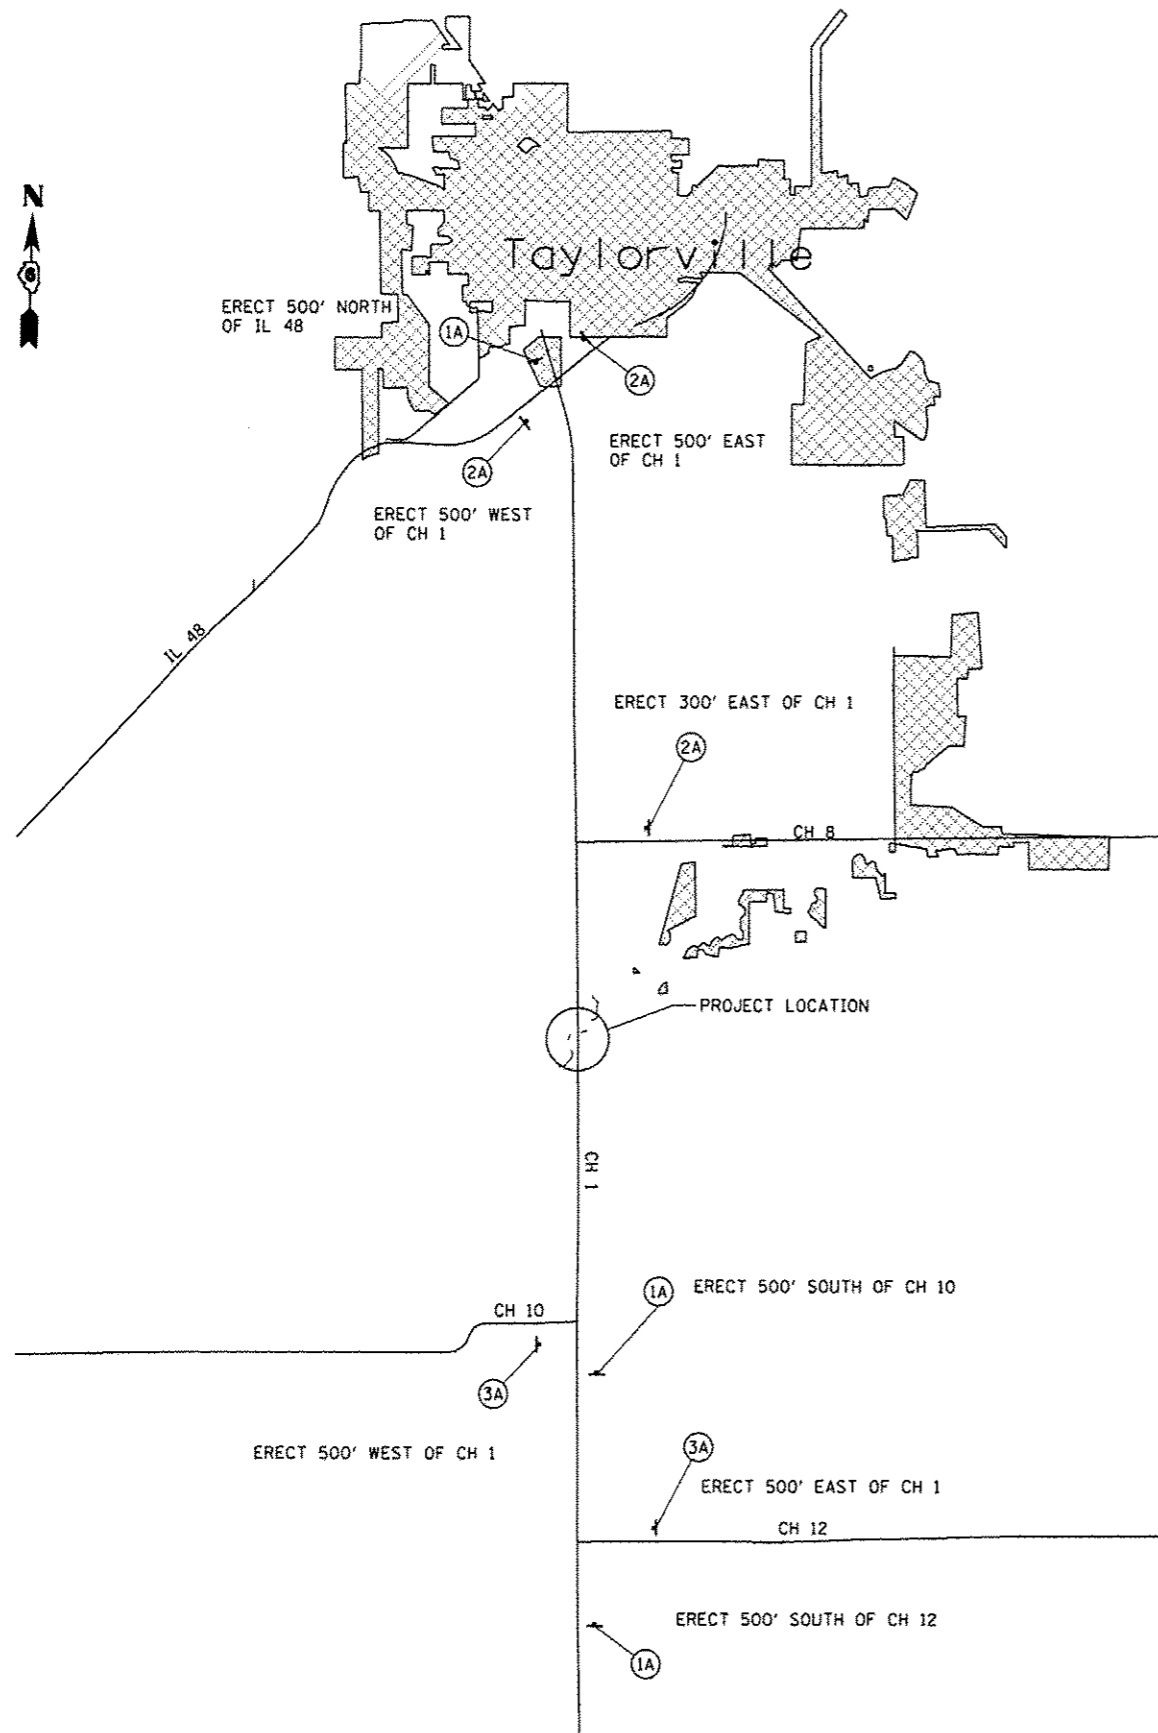 N
6
Taylorville
ERECT 500' NORTH
OF IL 48
1A
2A
ERECT 500' EAST
OF CH 1
2A
ERECT 500' WEST
OF CH 1
IL 48
ERECT 300' EAST OF CH 1
2A
CH 8
PROJECT LOCATION
CH 1
1A
ERECT 500' SOUTH OF CH 10
CH 10
3A
ERECT 500' WEST OF CH 1
3A
ERECT 500' EAST OF CH 1
CH 12
ERECT 500' SOUTH OF CH 12
1A